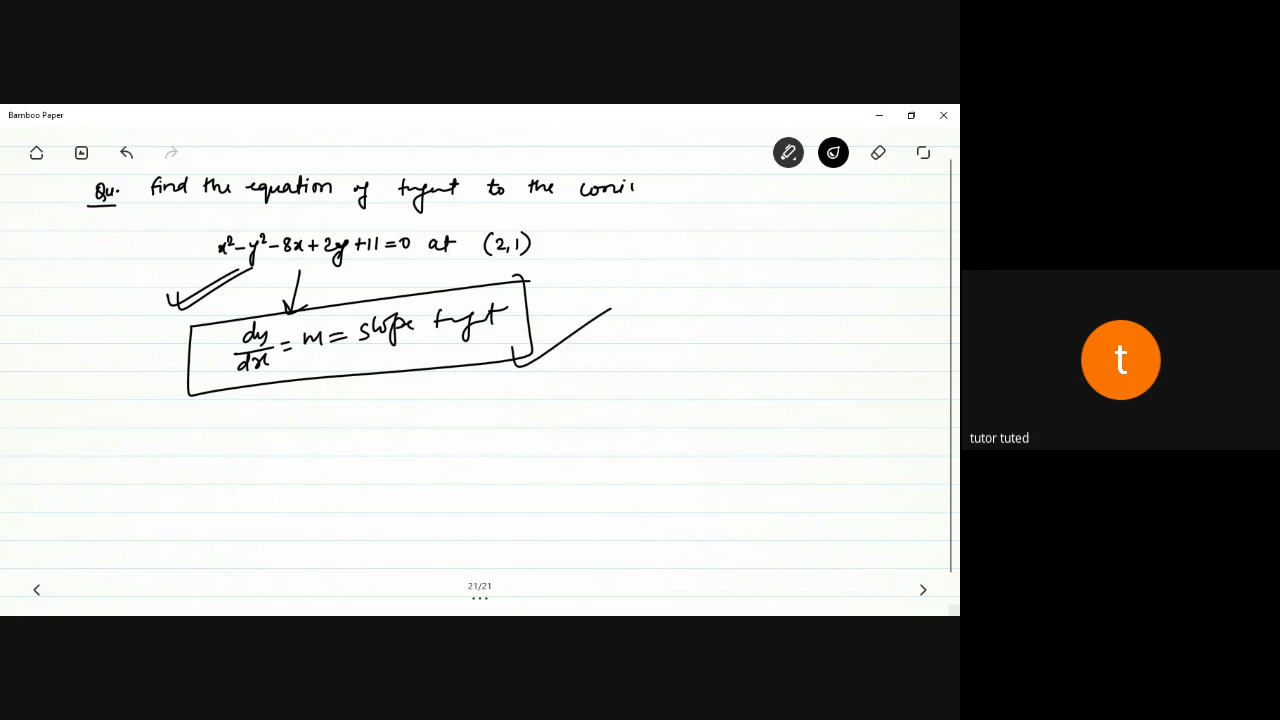 Bamboo Paper
Qu. find the equation of tangent to the conic
x²-y²-8x+2y+11=0 at (2,1)
dy/dx = m = slope tangent
21/21
t
tutor tuted